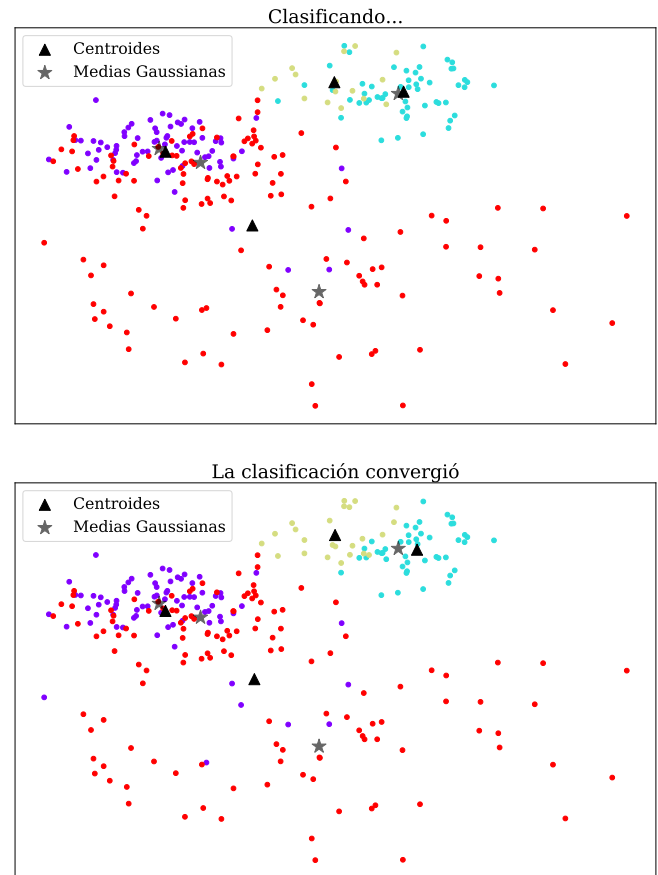 Clasificando...
Centroides
Medias Gaussianas
La clasificación convergió
Centroides
Medias Gaussianas